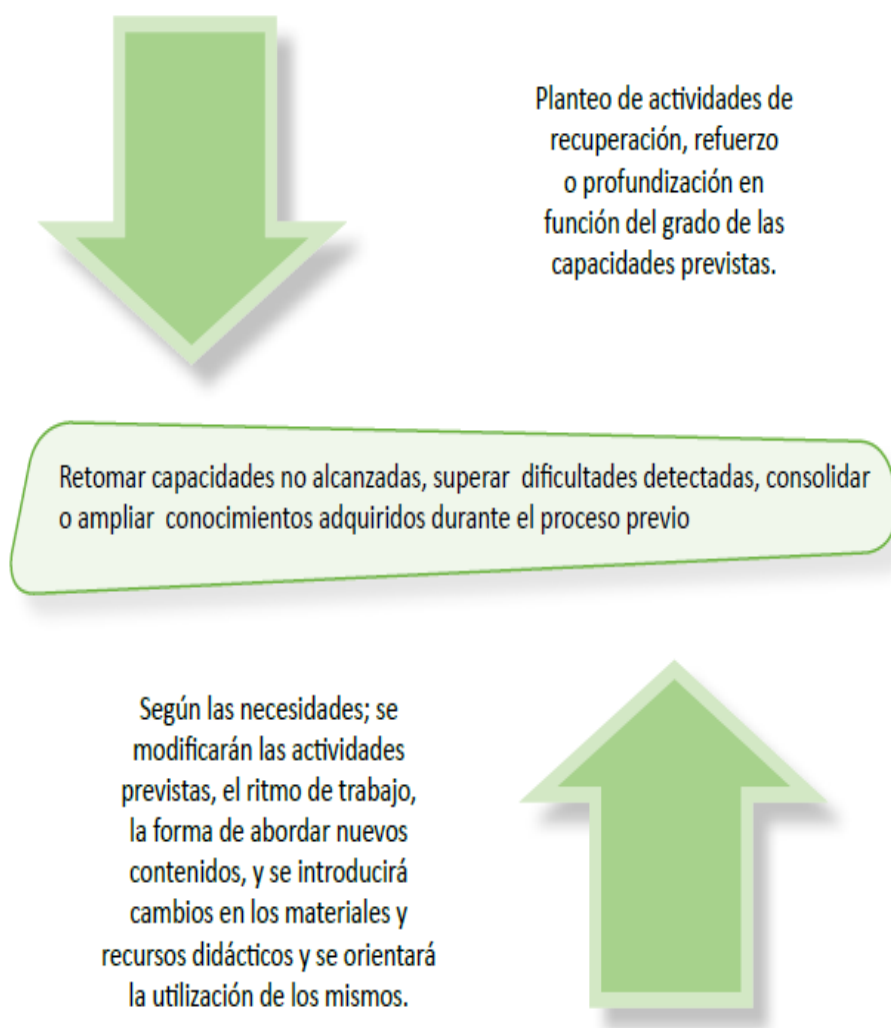 Planteo de actividades de
recuperación, refuerzo
o profundización en
función del grado de las
capacidades previstas.
Retomar capacidades no alcanzadas, superar dificultades detectadas, consolidar
o ampliar conocimientos adquiridos durante el proceso previo
Según las necesidades; se
modificarán las actividades
previstas, el ritmo de trabajo,
la forma de abordar nuevos
contenidos, y se introducirá
cambios en los materiales y
recursos didácticos y se orientará
la utilización de los mismos.